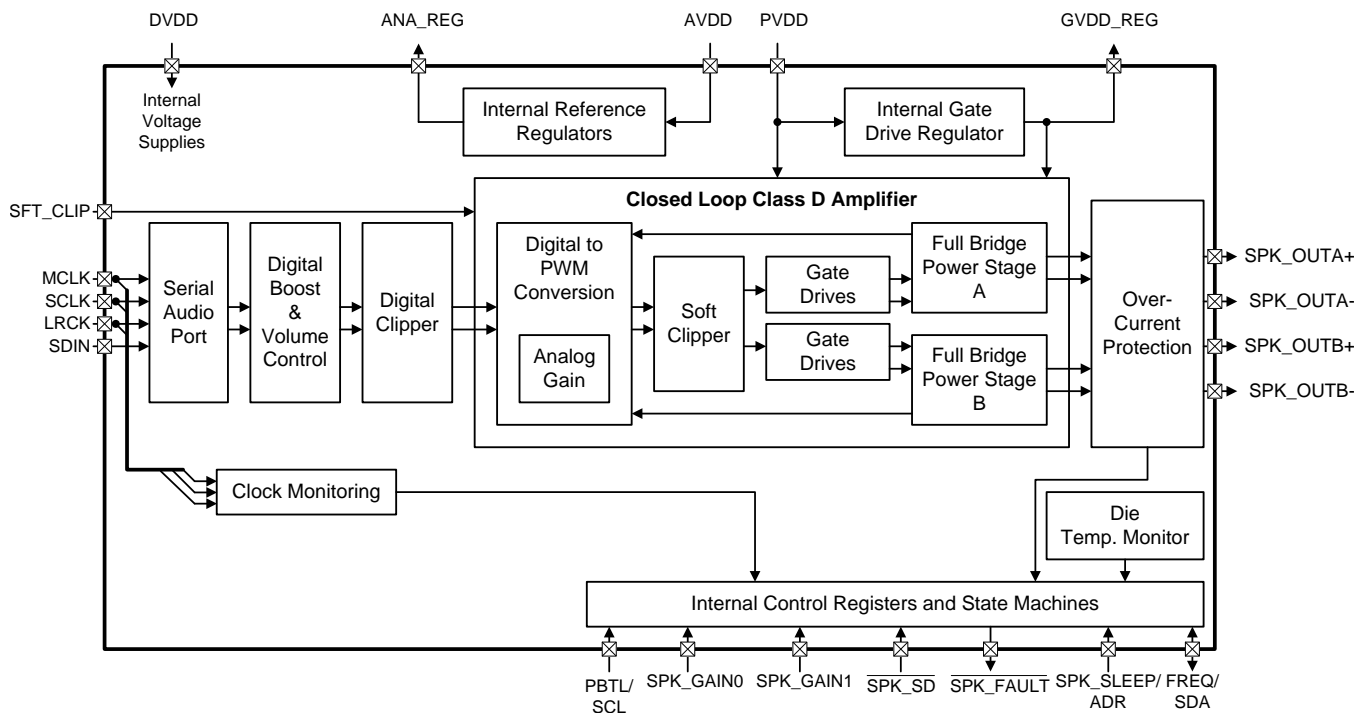 DVDD
ANA_REG
AVDD
PVDD
GVDD_REG
Internal
Voltage
Supplies
Internal Reference
Regulators
Internal Gate
Drive Regulator
SFT_CLIP
MCLK
SCLK
LRCK
SDIN
Serial
Audio
Port
Digital
Boost
&
Volume
Control
Digital
Clipper
Closed Loop Class D Amplifier
Digital to
PWM
Conversion
Analog
Gain
Soft
Clipper
Gate
Drives
Gate
Drives
Full Bridge
Power Stage
A
Full Bridge
Power Stage
B
Over-
Current
Protection
SPK_OUTA+
SPK_OUTA-
SPK_OUTB+
SPK_OUTB-
Clock Monitoring
Die
Temp. Monitor
Internal Control Registers and State Machines
PBTL/
SCL
SPK_GAIN0
SPK_GAIN1
SPK_SD
SPK_FAULT
SPK_SLEEP/
ADR
FREQ/
SDA